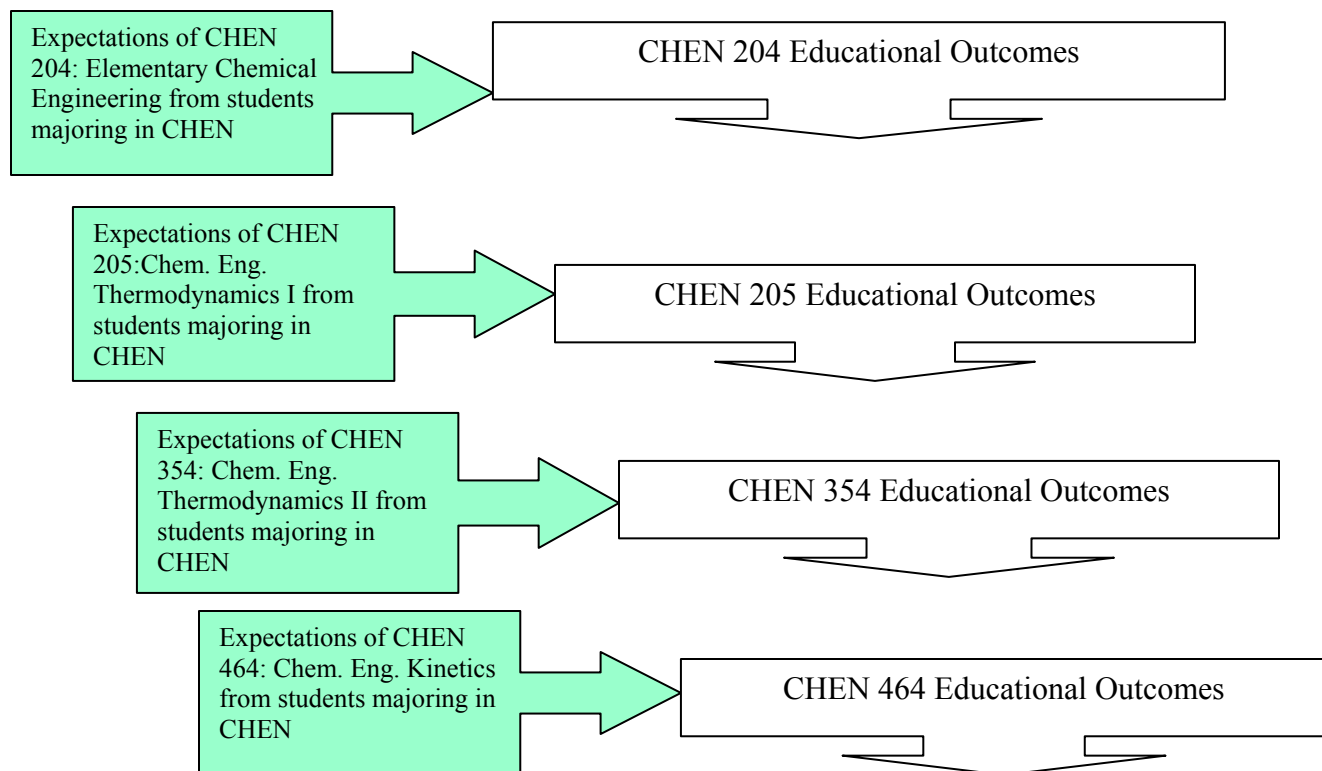 Expectations of CHEN
204: Elementary Chemical
Engineering from students
majoring in CHEN
CHEN 204 Educational Outcomes
Expectations of CHEN
205:Chem. Eng.
Thermodynamics I from
students majoring in
CHEN
CHEN 205 Educational Outcomes
Expectations of CHEN
354: Chem. Eng.
Thermodynamics II from
students majoring in
CHEN
CHEN 354 Educational Outcomes
Expectations of CHEN
464: Chem. Eng. Kinetics
from students majoring in
CHEN
CHEN 464 Educational Outcomes